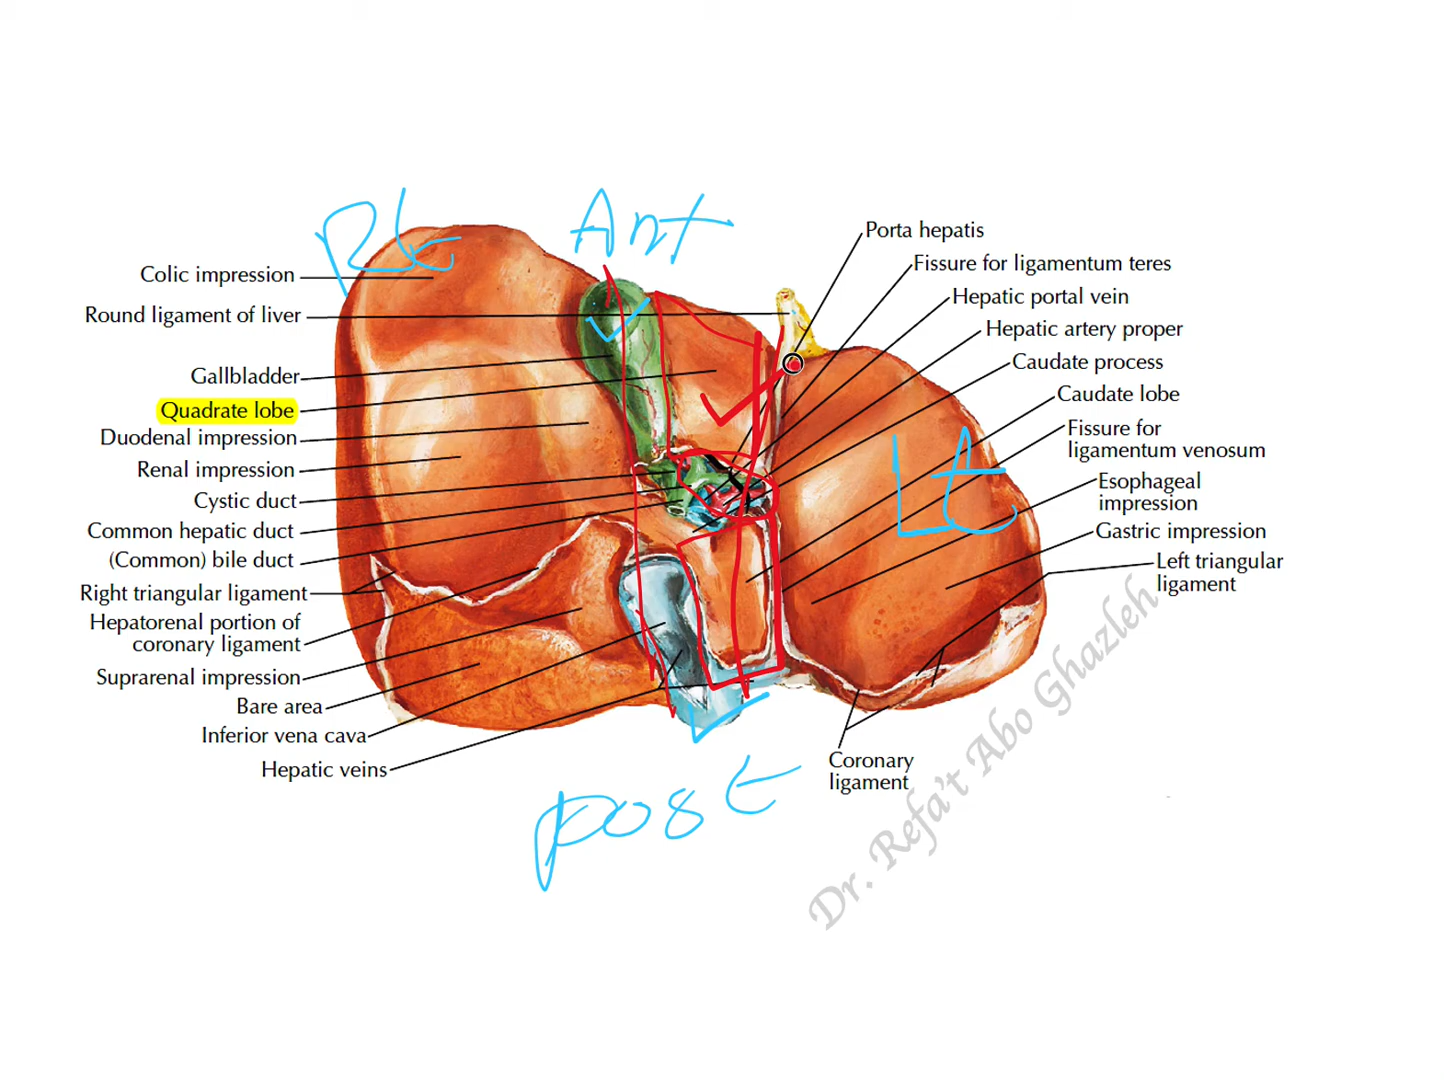 Rt
Ant
Colic impression
Round ligament of liver
Gallbladder
Quadrate lobe
Duodenal impression
Renal impression
Cystic duct
Common hepatic duct
(Common) bile duct
Right triangular ligament
Hepatorenal portion of
coronary ligament
Suprarenal impression
Bare area
Inferior vena cava
Hepatic veins
Porta hepatis
Fissure for ligamentum teres
Hepatic portal vein
Hepatic artery proper
Caudate process
Caudate lobe
Fissure for
ligamentum venosum
Esophageal
impression
Gastric impression
Left triangular
ligament
Lt
Coronary
ligament
post
Dr. Refa't Abo Ghazleh